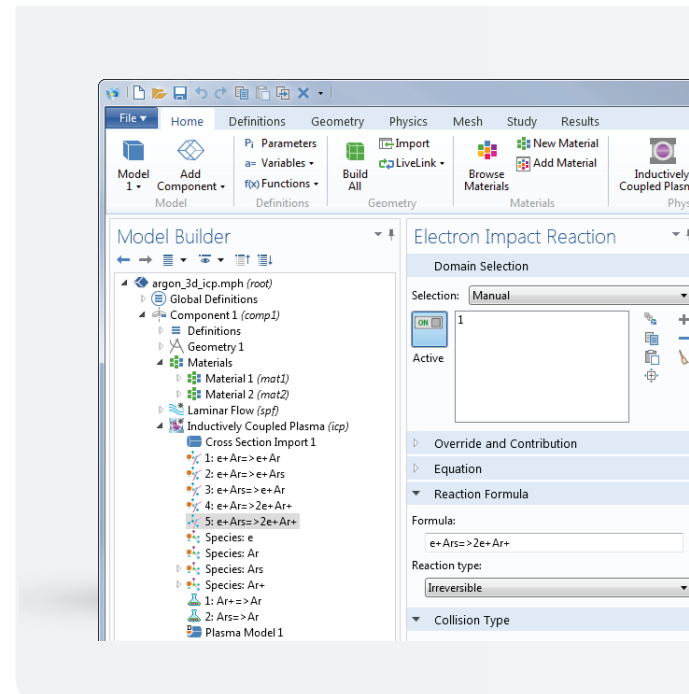 File Home Definitions Geometry Physics Mesh Study Results
Model 1 Add Component Pi Parameters a= Variables f(x) Functions Build All Import LiveLink Browse Materials New Material Add Material Inductively Coupled Plasm
Model Definitions Geometry Materials Phys
Model Builder
argon_3d_icp.mph (root)
Global Definitions
Component 1 (comp1)
Definitions
Geometry 1
Materials
Material 1 (mat1)
Material 2 (mat2)
Laminar Flow (spf)
Inductively Coupled Plasma (icp)
Cross Section Import 1
1: e+Ar=>e+Ar
2: e+Ar=>e+Ars
3: e+Ars=>e+Ar
4: e+Ar=>2e+Ar+
5: e+Ars=>2e+Ar+
Species: e
Species: Ar
Species: Ars
Species: Ar+
1: Ar+=>Ar
2: Ars=>Ar
Plasma Model 1
Electron Impact Reaction
Domain Selection
Selection: Manual
ON 1
Active
Override and Contribution
Equation
Reaction Formula
Formula:
e+Ars=>2e+Ar+
Reaction type:
Irreversible
Collision Type